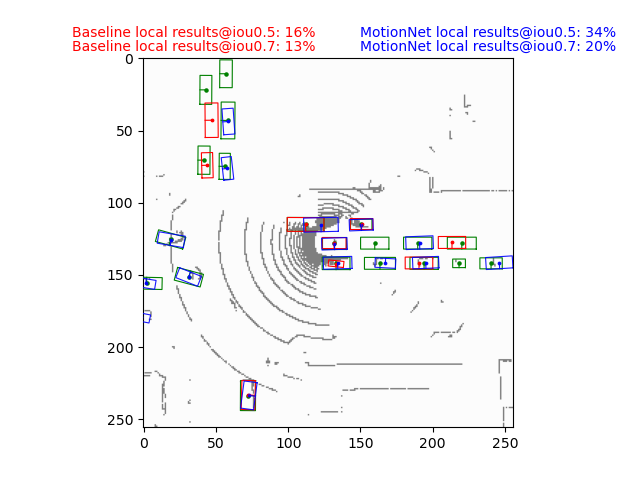 Baseline local results@iou0.5: 16% MotionNet local results@iou0.5: 34%
Baseline local results@iou0.7: 13% MotionNet local results@iou0.7: 20%
0
50
100
150
200
250
0 50 100 150 200 250